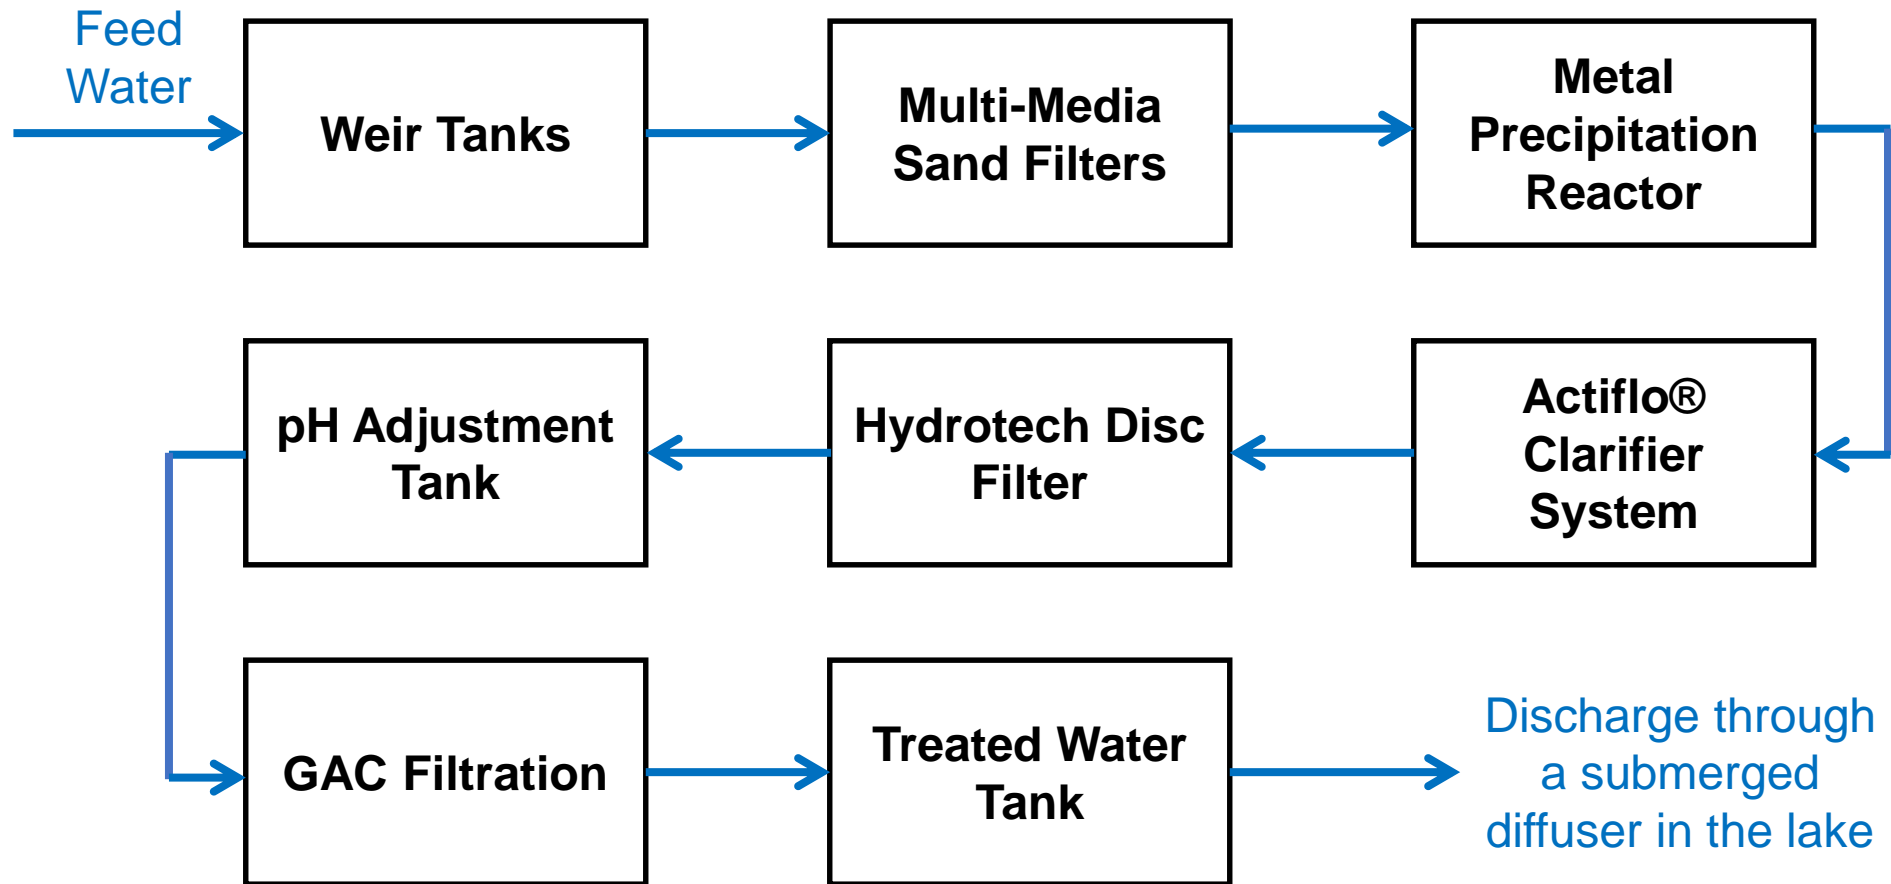 Feed
Water
Weir Tanks
Multi-Media
Sand Filters
Metal
Precipitation
Reactor
Actiflo®
Clarifier
System
Hydrotech Disc
Filter
pH Adjustment
Tank
GAC Filtration
Treated Water
Tank
Discharge through
a submerged
diffuser in the lake